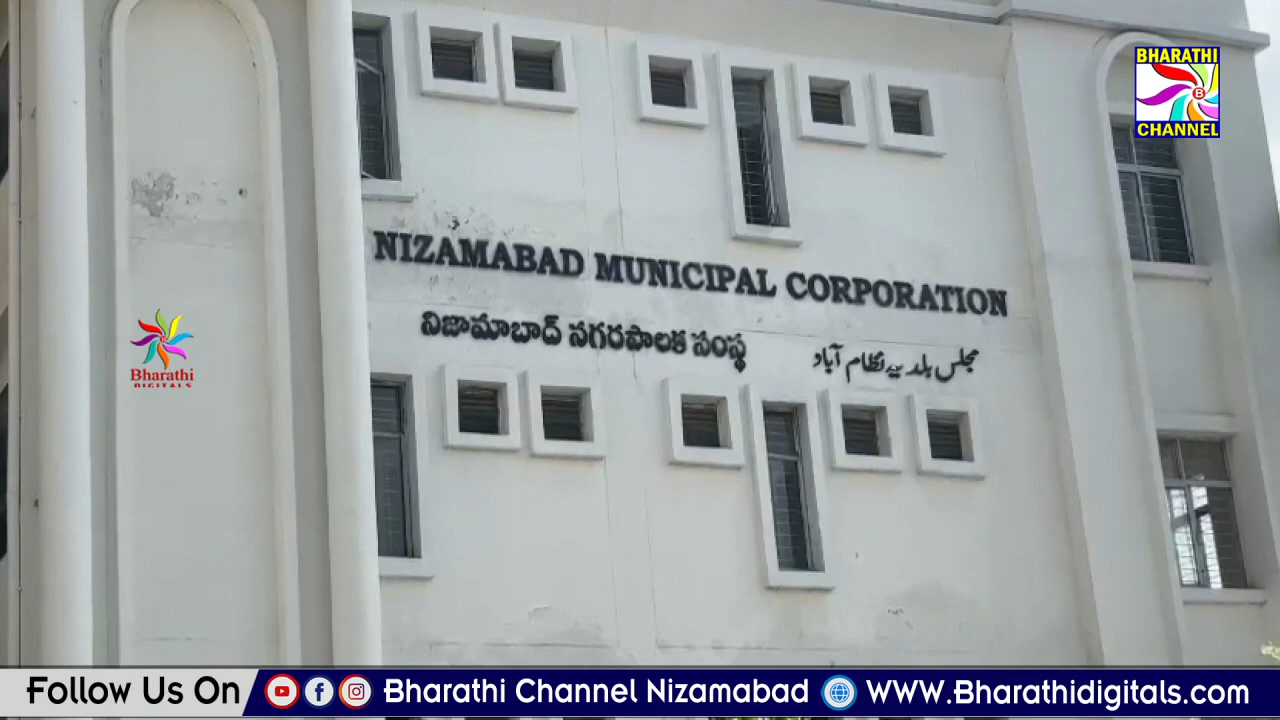 BHARATHI
B
CHANNEL
NIZAMABAD MUNICIPAL CORPORATION
నిజామాబాద్ నగరపాలక సంస్థ
مجلس بلدیہ نظام آباد
Bharathi
DIGITALS
Follow Us On
Bharathi Channel Nizamabad
WWW.Bharathidigitals.com